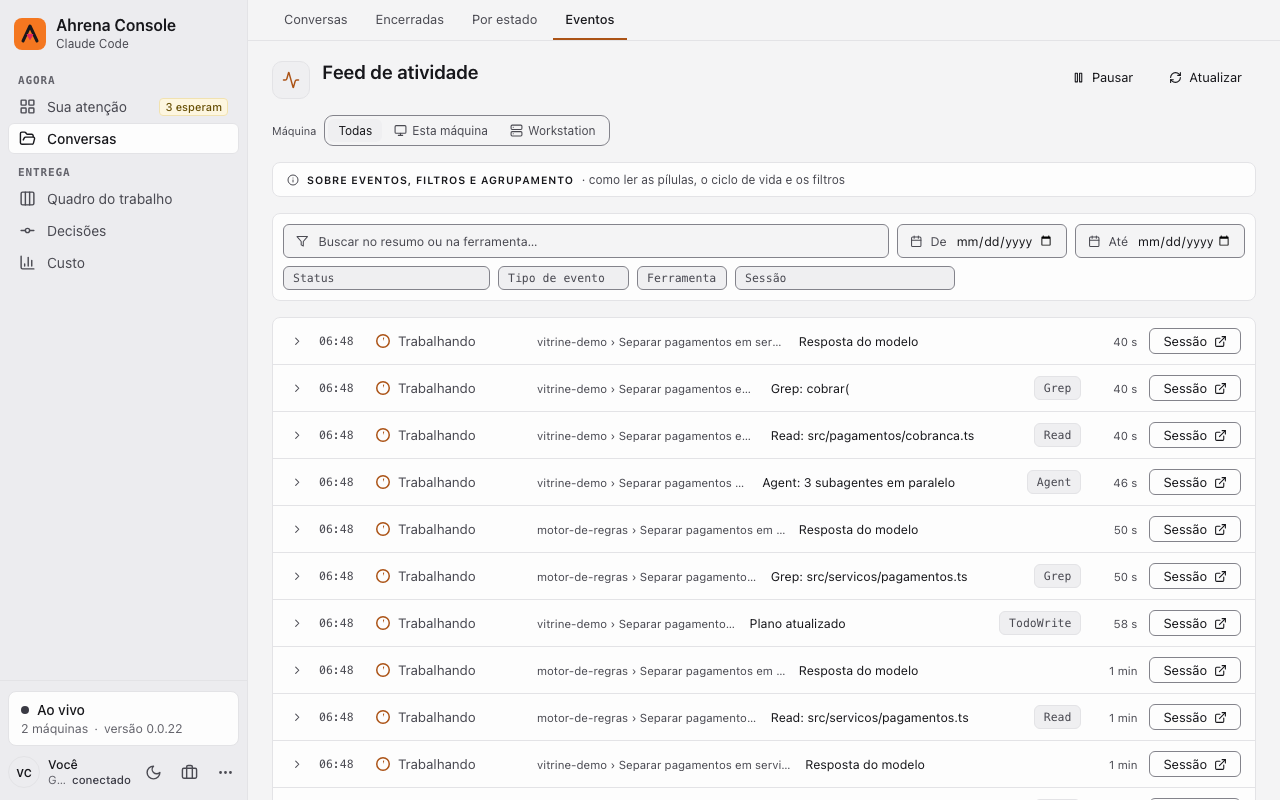 Ahrena Console
Claude Code
AGORA
Sua atenção 3 esperam
Conversas
ENTREGA
Quadro do trabalho
Decisões
Custo
Ao vivo
2 máquinas · versão 0.0.22
VC Você
G... conectado
Conversas Encerradas Por estado Eventos
Feed de atividade Pausar Atualizar
Máquina Todas Esta máquina Workstation
SOBRE EVENTOS, FILTROS E AGRUPAMENTO · como ler as pílulas, o ciclo de vida e os filtros
Buscar no resumo ou na ferramenta... De mm/dd/yyyy Até mm/dd/yyyy
Status Tipo de evento Ferramenta Sessão
06:48 Trabalhando vitrine-demo › Separar pagamentos em ser... Resposta do modelo 40 s Sessão
06:48 Trabalhando vitrine-demo › Separar pagamentos e... Grep: cobrar( Grep 40 s Sessão
06:48 Trabalhando vitrine-demo › Separar pagamentos e... Read: src/pagamentos/cobranca.ts Read 40 s Sessão
06:48 Trabalhando vitrine-demo › Separar pagamentos ... Agent: 3 subagentes em paralelo Agent 46 s Sessão
06:48 Trabalhando motor-de-regras › Separar pagamentos em ... Resposta do modelo 50 s Sessão
06:48 Trabalhando motor-de-regras › Separar pagamento... Grep: src/servicos/pagamentos.ts Grep 50 s Sessão
06:48 Trabalhando vitrine-demo › Separar pagamento... Plano atualizado TodoWrite 58 s Sessão
06:48 Trabalhando motor-de-regras › Separar pagamentos em ... Resposta do modelo 1 min Sessão
06:48 Trabalhando motor-de-regras › Separar pagamento... Read: src/servicos/pagamentos.ts Read 1 min Sessão
06:48 Trabalhando vitrine-demo › Separar pagamentos em servi... Resposta do modelo 1 min Sessão